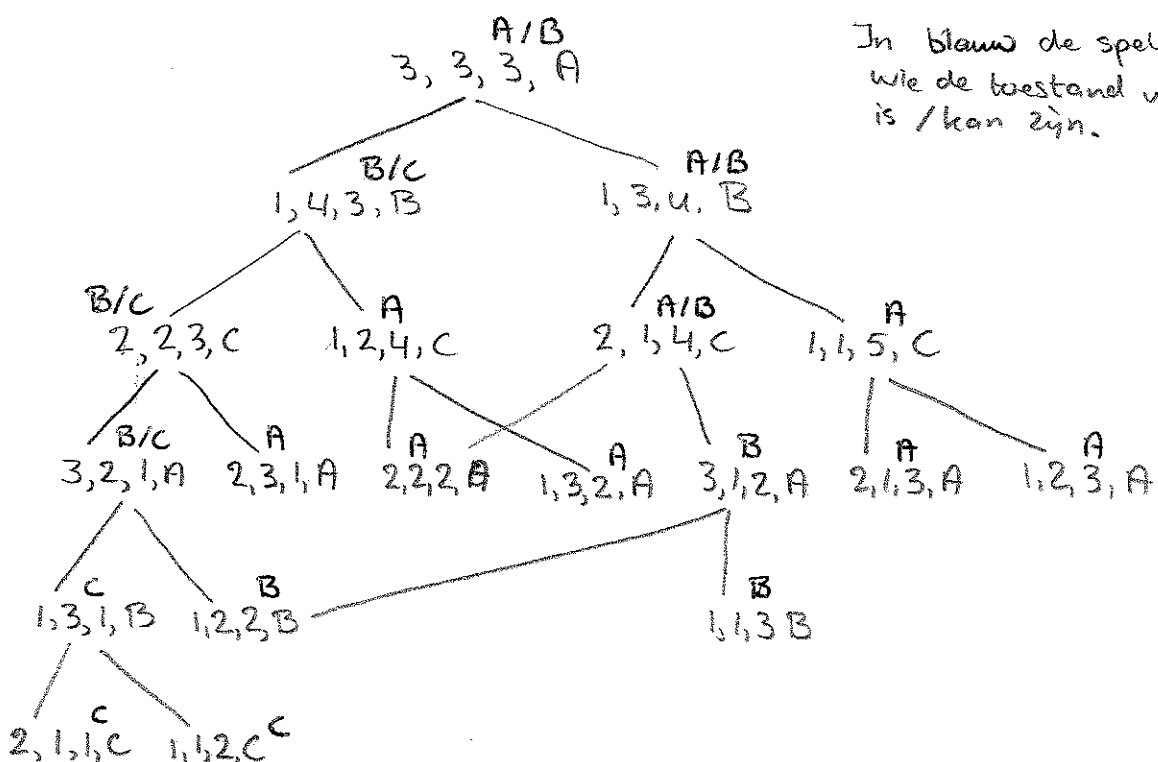 A/B
3, 3, 3, A
In blauw de spel
wie de toestand v
is / kan zijn.
B/C
1, 4, 3, B
A/B
1, 3, 4, B
B/C
2, 2, 3, C
A
1, 2, 4, C
A/B
2, 1, 4, C
A
1, 1, 5, C
B/C
3, 2, 1, A
A
2, 3, 1, A
A
2, 2, 2, A
A
1, 3, 2, A
B
3, 1, 2, A
A
2, 1, 3, A
A
1, 2, 3, A
C
1, 3, 1, B
B
1, 2, 2, B
B
1, 1, 3 B
C
2, 1, 1, C
C
1, 1, 2, C